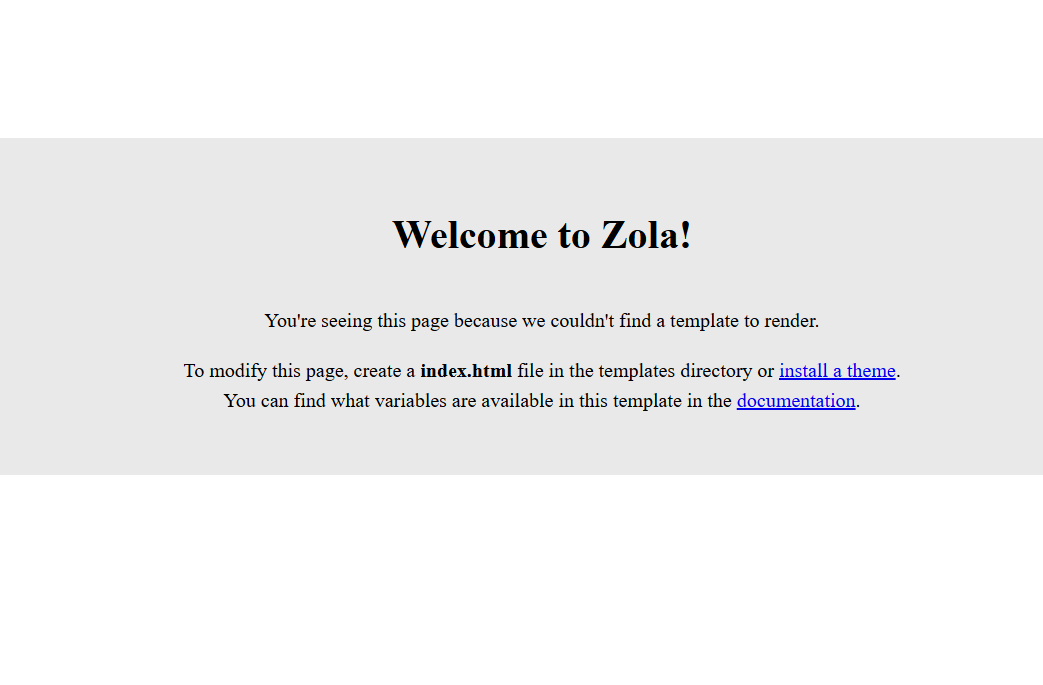 Welcome to Zola!
You're seeing this page because we couldn't find a template to render.
To modify this page, create a index.html file in the templates directory or install a theme.
You can find what variables are available in this template in the documentation.